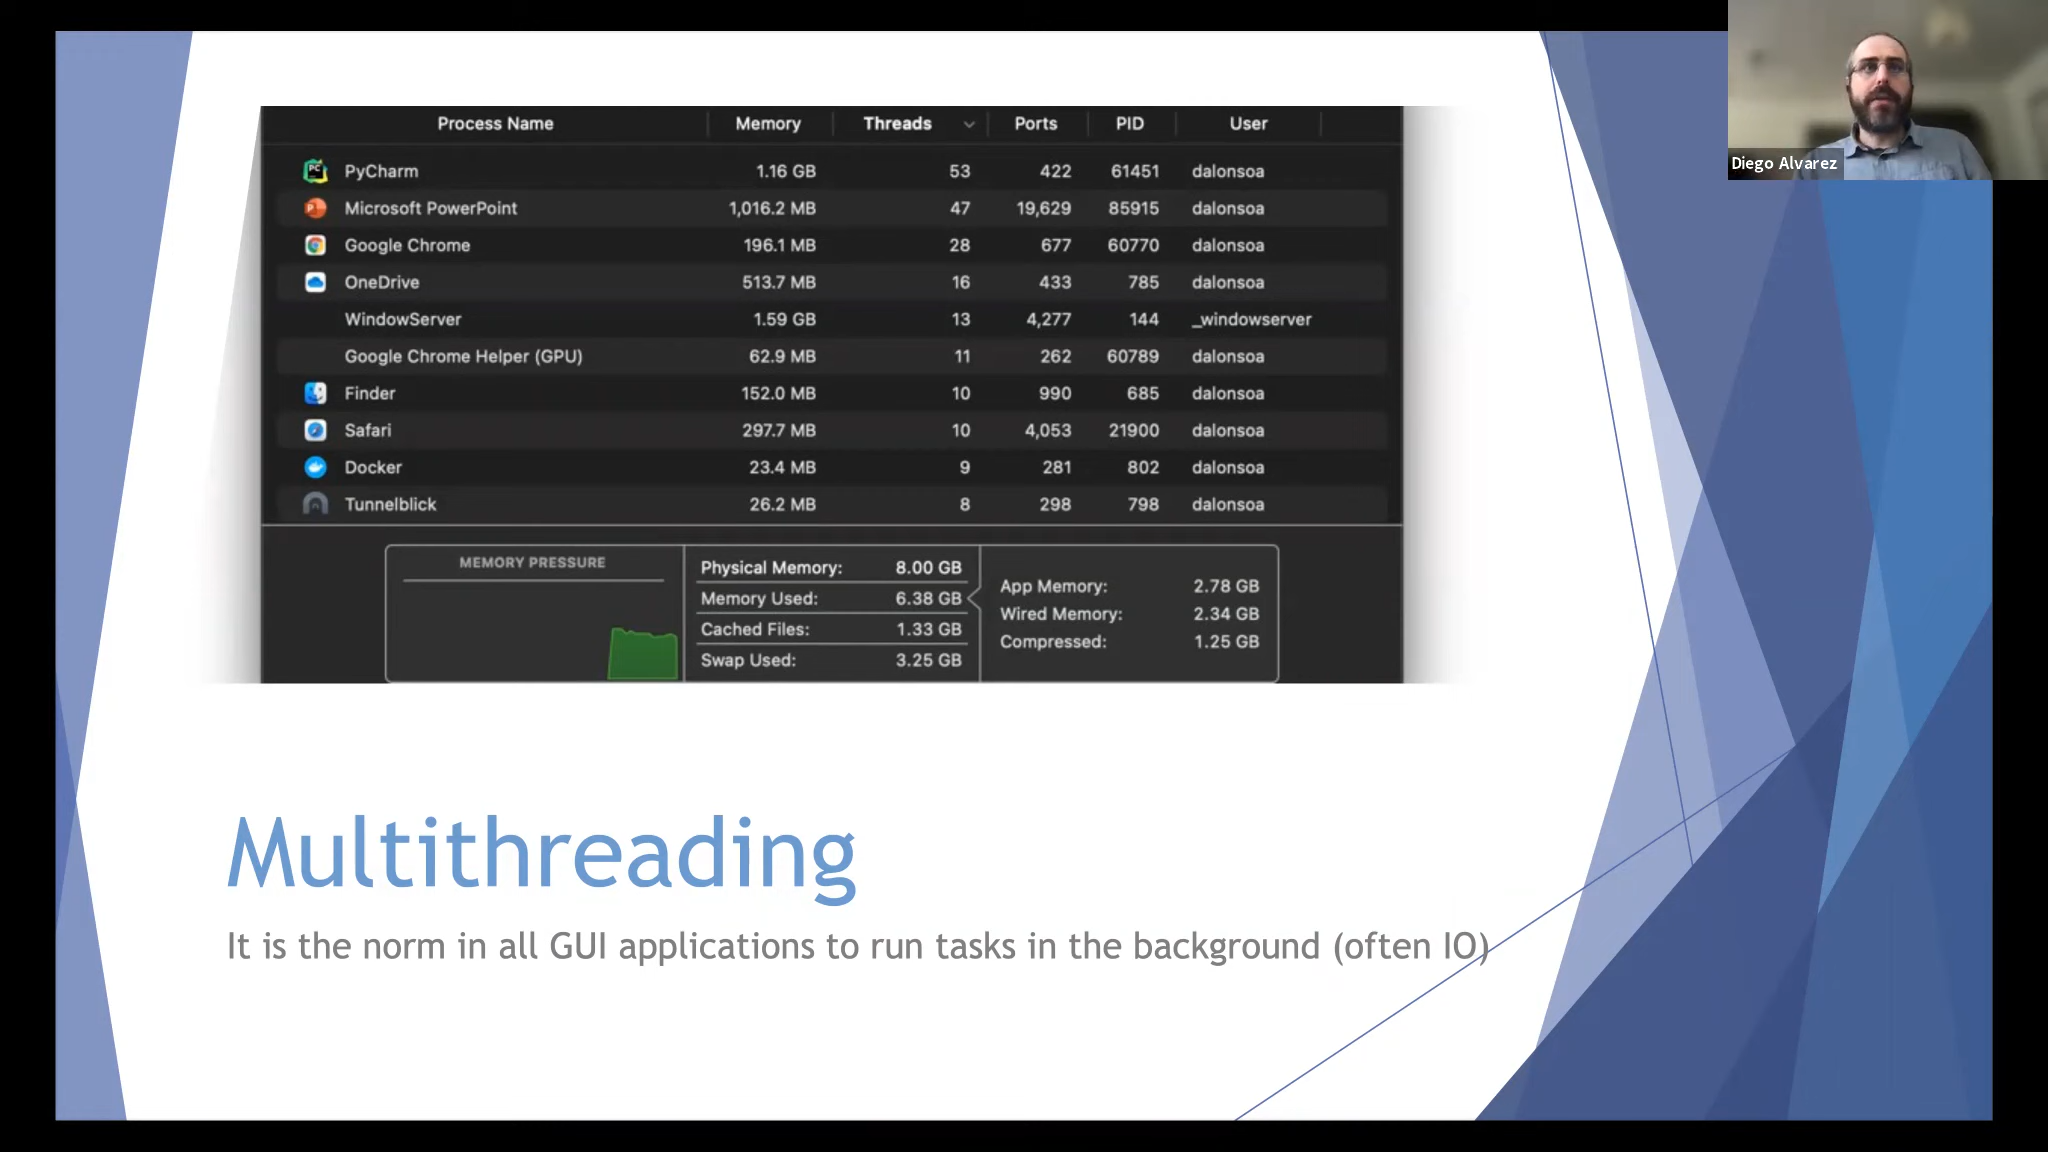 Process Name Memory Threads Ports PID User
PyCharm 1.16 GB 53 422 61451 dalonsoa
Microsoft PowerPoint 1,016.2 MB 47 19,629 85915 dalonsoa
Google Chrome 196.1 MB 28 677 60770 dalonsoa
OneDrive 513.7 MB 16 433 785 dalonsoa
WindowServer 1.59 GB 13 4,277 144 _windowserver
Google Chrome Helper (GPU) 62.9 MB 11 262 60789 dalonsoa
Finder 152.0 MB 10 990 685 dalonsoa
Safari 297.7 MB 10 4,053 21900 dalonsoa
Docker 23.4 MB 9 281 802 dalonsoa
Tunnelblick 26.2 MB 8 298 798 dalonsoa
MEMORY PRESSURE
Physical Memory: 8.00 GB
Memory Used: 6.38 GB
Cached Files: 1.33 GB
Swap Used: 3.25 GB
App Memory: 2.78 GB
Wired Memory: 2.34 GB
Compressed: 1.25 GB
Multithreading
It is the norm in all GUI applications to run tasks in the background (often IO)
Diego Alvarez